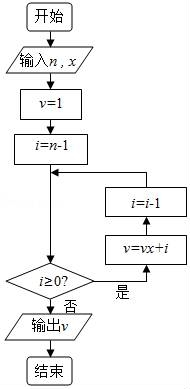 开始
输入n , x
v=1
i=n-1
i=i-1
v=vx+i
i≥0?
是
否
输出v
结束